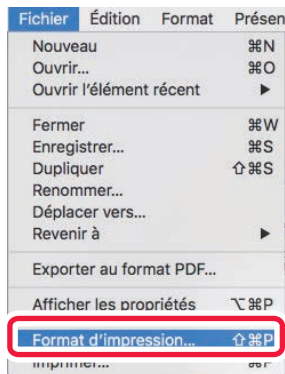 Fichier Édition Format Présen
Nouveau ⌘N
Ouvrir... ⌘O
Ouvrir l'élément récent ▶
Fermer ⌘W
Enregistrer... ⌘S
Dupliquer ⇧⌘S
Renommer...
Déplacer vers...
Revenir à ▶
Exporter au format PDF...
Afficher les propriétés ⌥⌘P
Format d'impression... ⇧⌘P
Imprimer... ⌘P